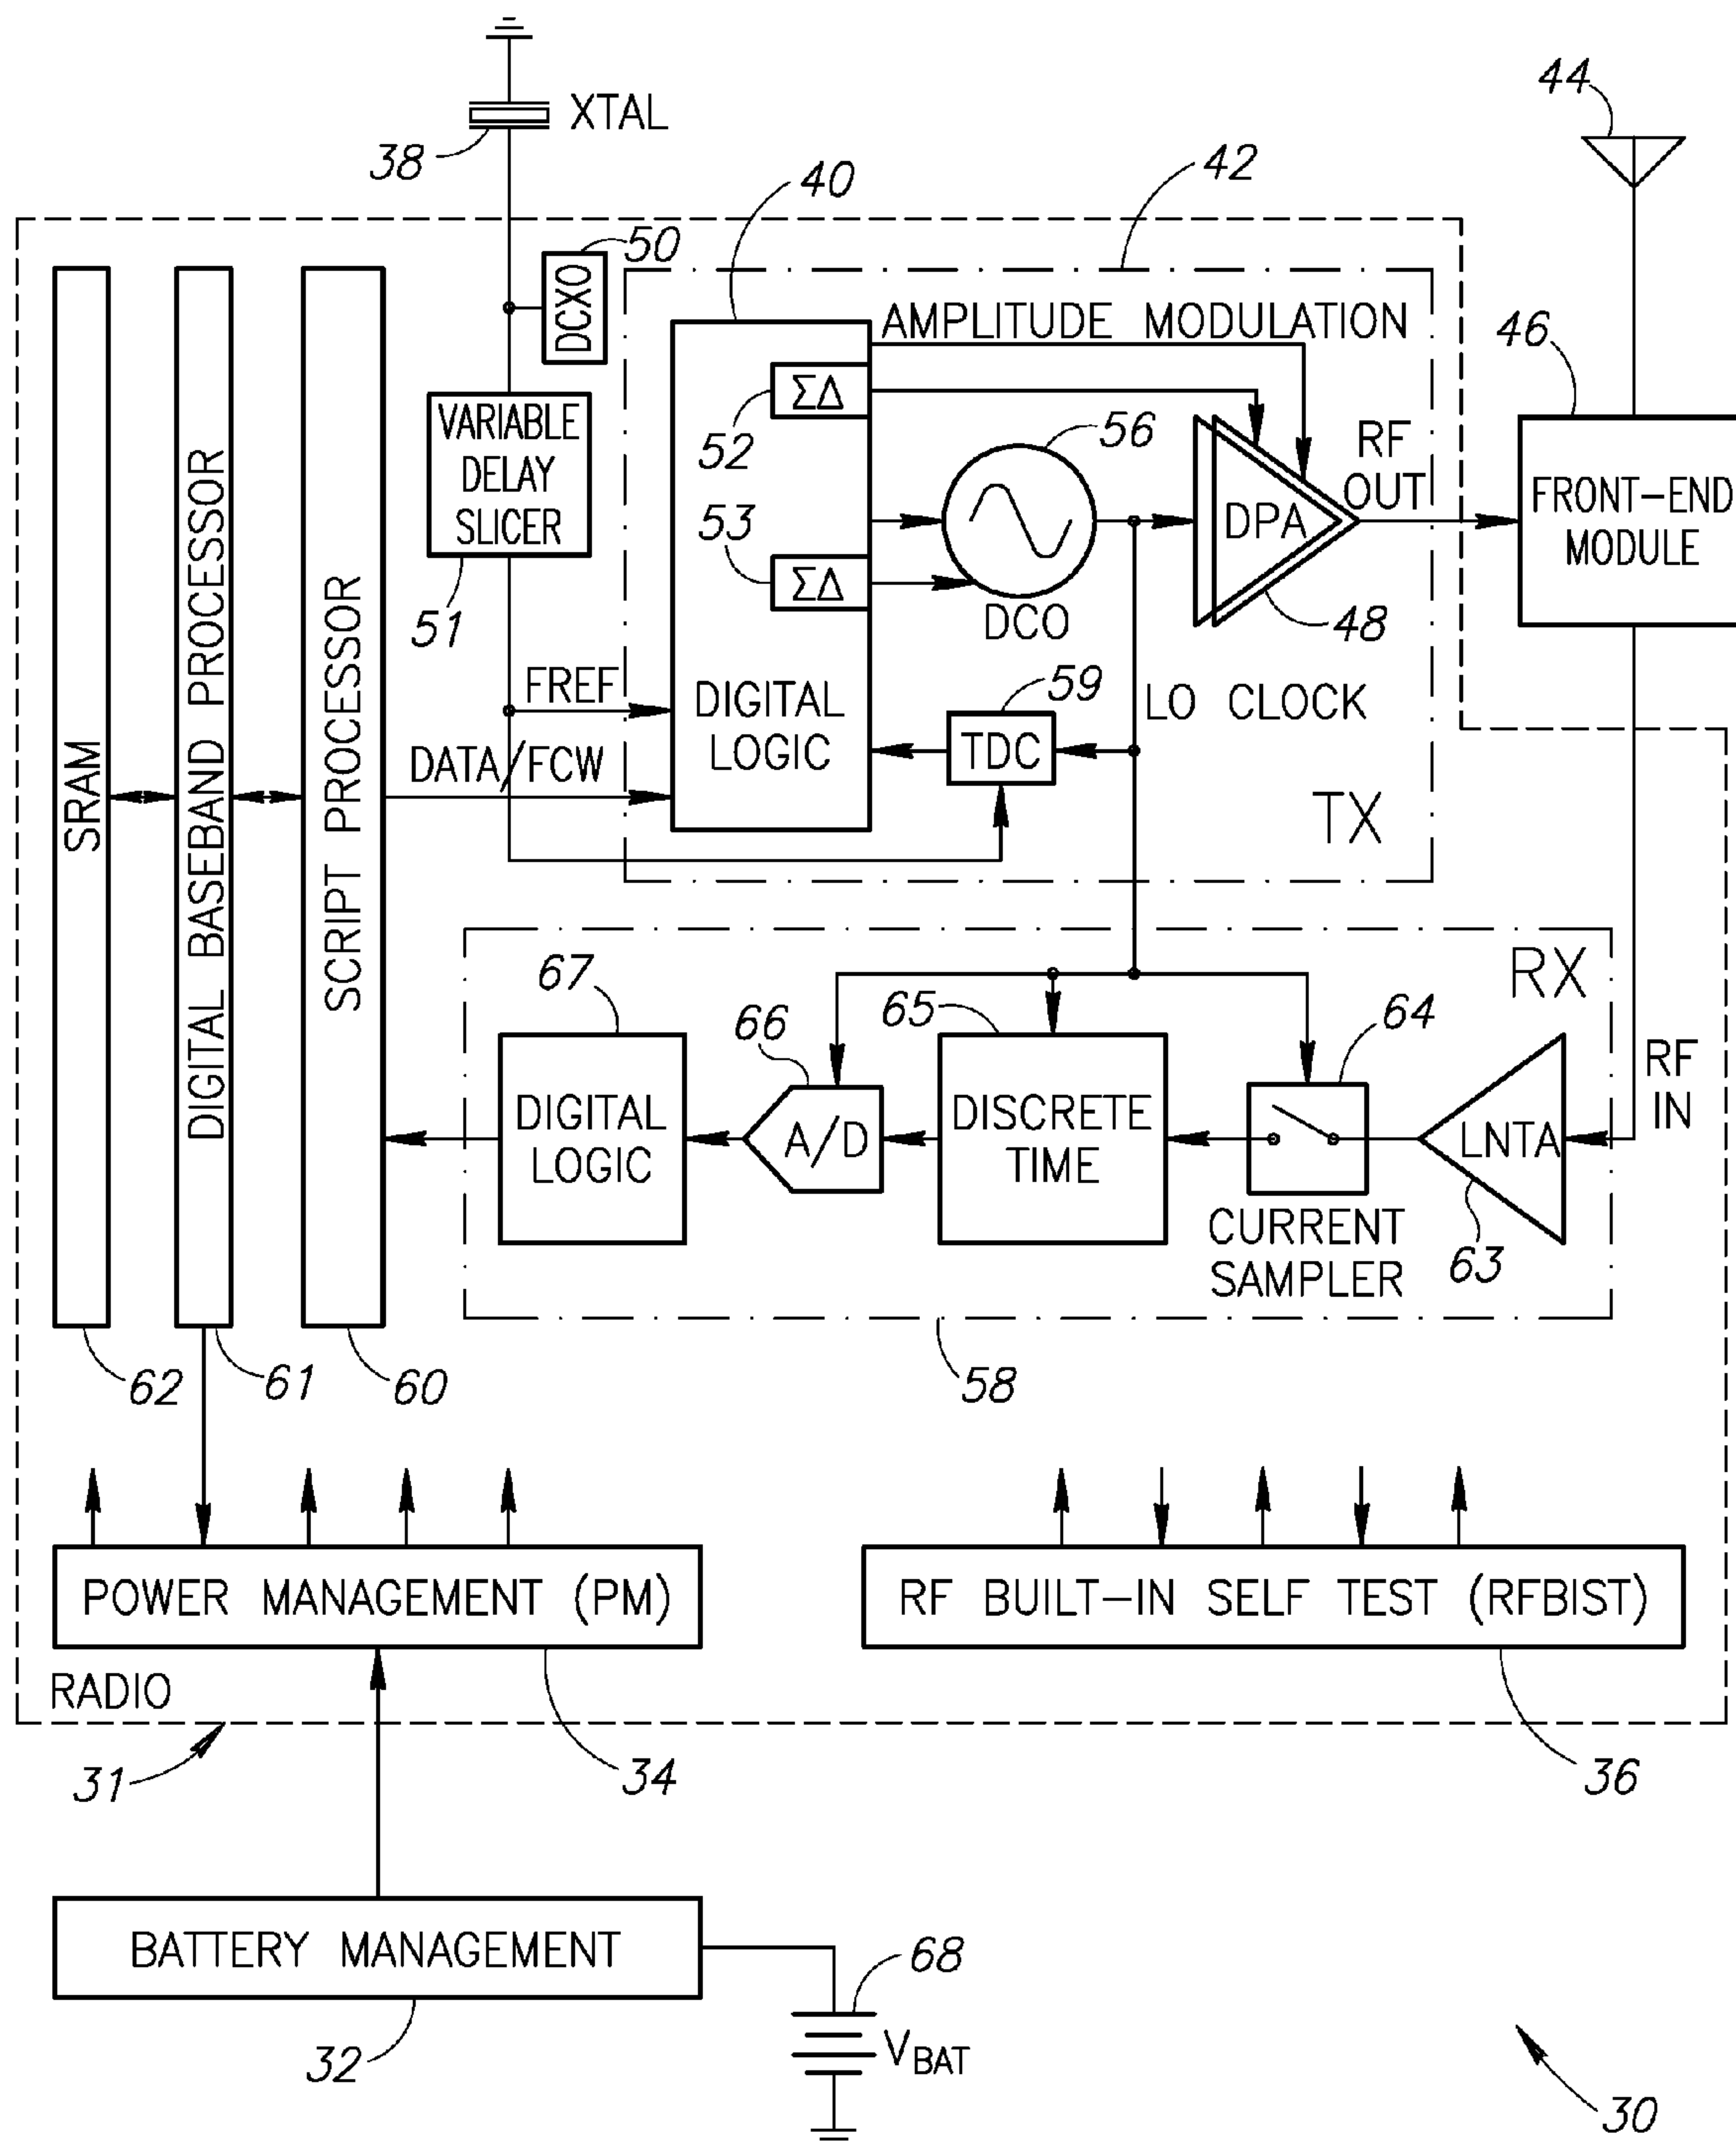 44
XTAL
38
40
42
50
DCXO
AMPLITUDE MODULATION
46
ΣΔ
52
56
RF
OUT
VARIABLE
DELAY
SLICER
51
53
ΣΔ
DCO
DPA
48
FRONT-END
MODULE
SRAM
DIGITAL BASEBAND PROCESSOR
SCRIPT PROCESSOR
FREF
DATA/FCW
DIGITAL
LOGIC
59
TDC
LO CLOCK
TX
RX
67
66
65
64
RF
IN
DIGITAL
LOGIC
A/D
DISCRETE
TIME
LNTA
CURRENT
SAMPLER
63
62
61
60
58
POWER MANAGEMENT (PM)
RF BUILT-IN SELF TEST (RFBIST)
RADIO
31
34
36
BATTERY MANAGEMENT
68
32
VBAT
30